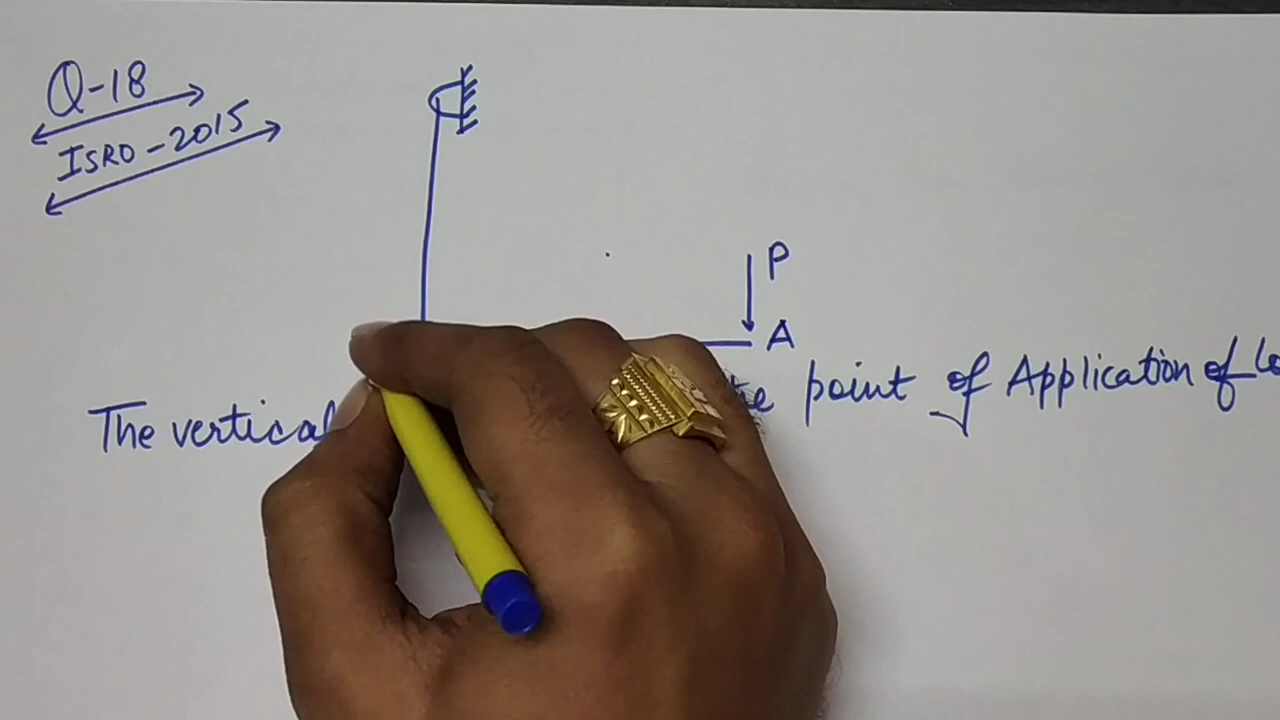 Q-18
ISRO-2015
P
A
The vertical point of Application of